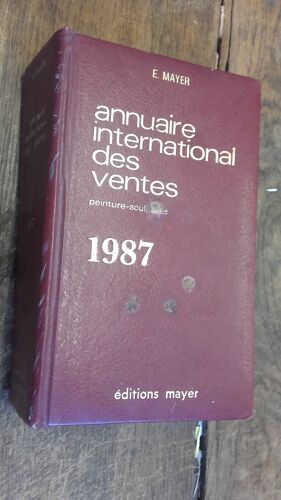 E. MAYER
annuaire
international
des
ventes
peinture-sculpture
1987
éditions mayer